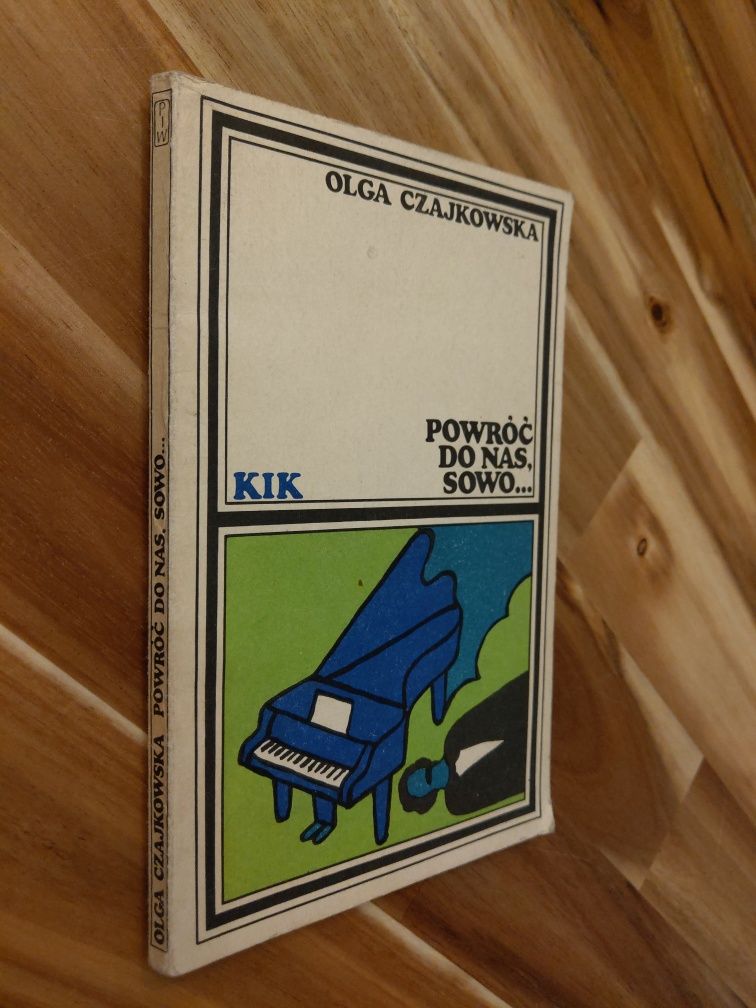 PIW
OLGA CZAJKOWSKA POWRÓĆ DO NAS, SOWO...
OLGA CZAJKOWSKA
POWRÓĆ
DO NAS,
SOWO...
KIK